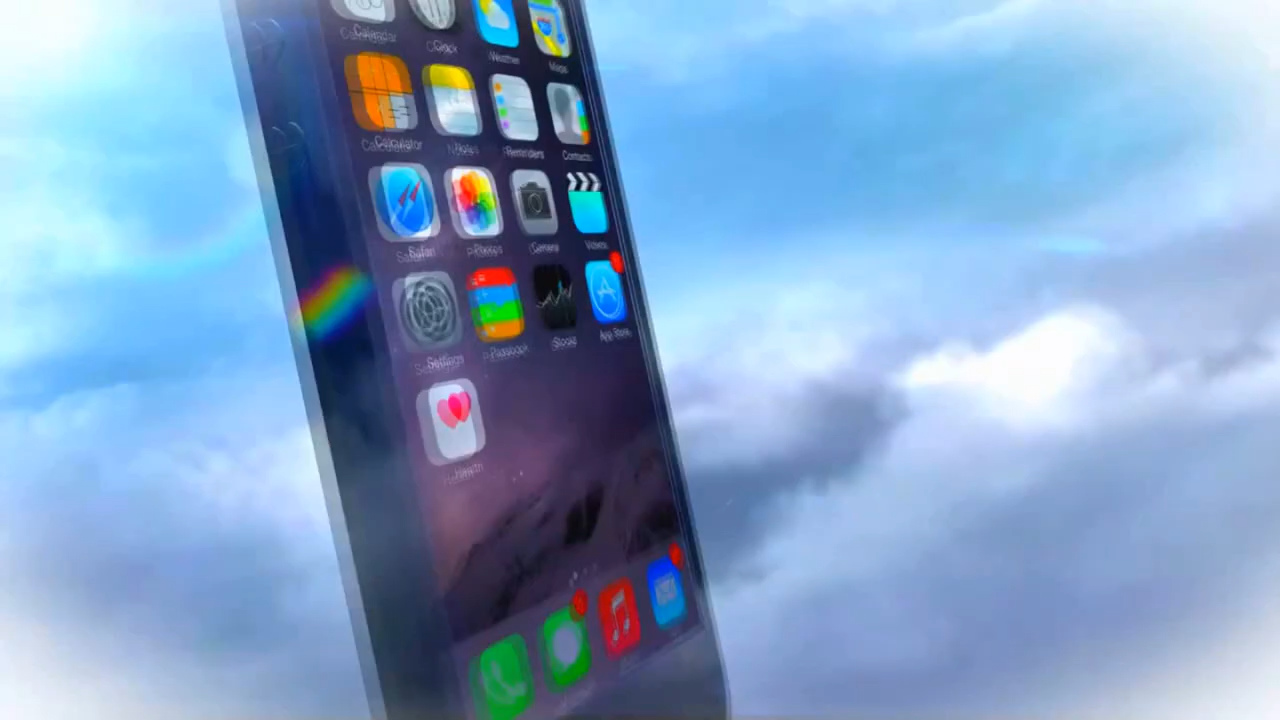 Calendar Clock Weather Maps
Calculator Notes Reminders Contacts
Safari Photos Camera Videos
Settings Passbook Stocks App Store
Health